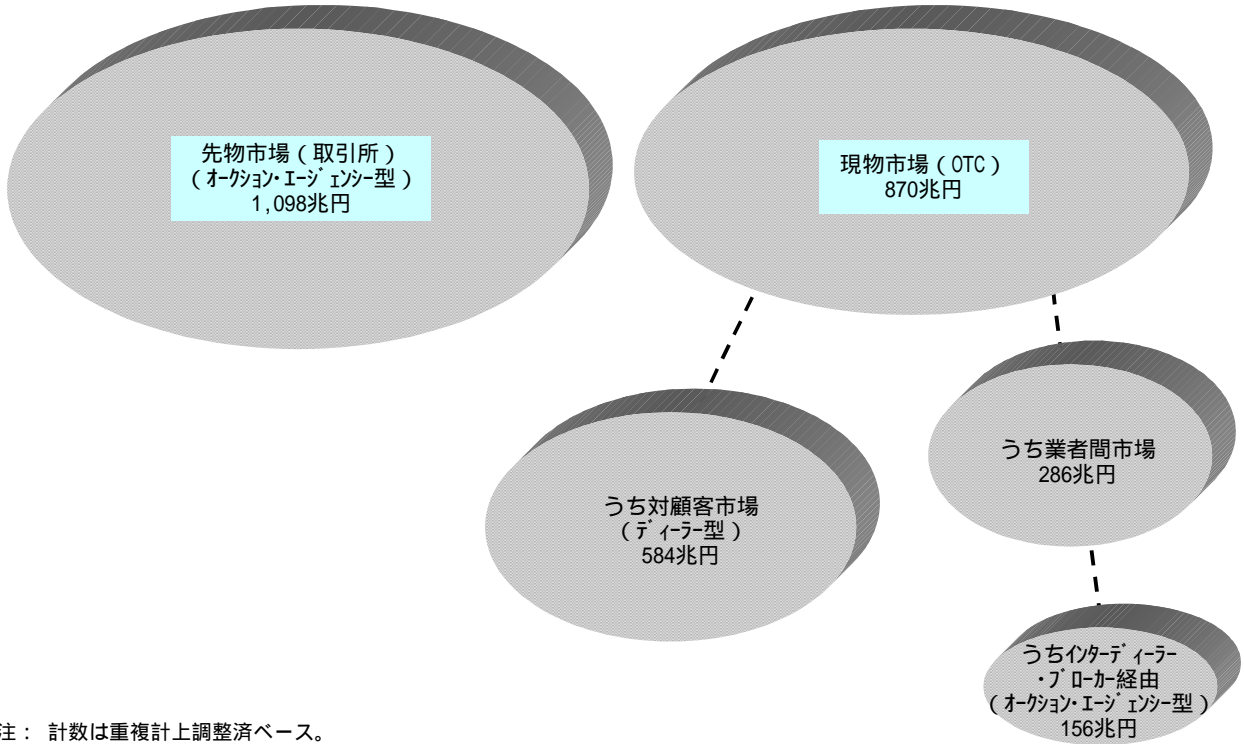 先物市場（取引所）
（ｵｰｸｼｮﾝ・ｴｰｼﾞｪﾝｼｰ型）
1,098兆円
現物市場（OTC）
870兆円
うち対顧客市場
（ﾃﾞｨｰﾗｰ型）
584兆円
うち業者間市場
286兆円
うちｲﾝﾀｰﾃﾞｨｰﾗｰ
・ﾌﾞﾛｰｶｰ経由
（ｵｰｸｼｮﾝ・ｴｰｼﾞｪﾝｼｰ型）
156兆円
注： 計数は重複計上調整済ベース。